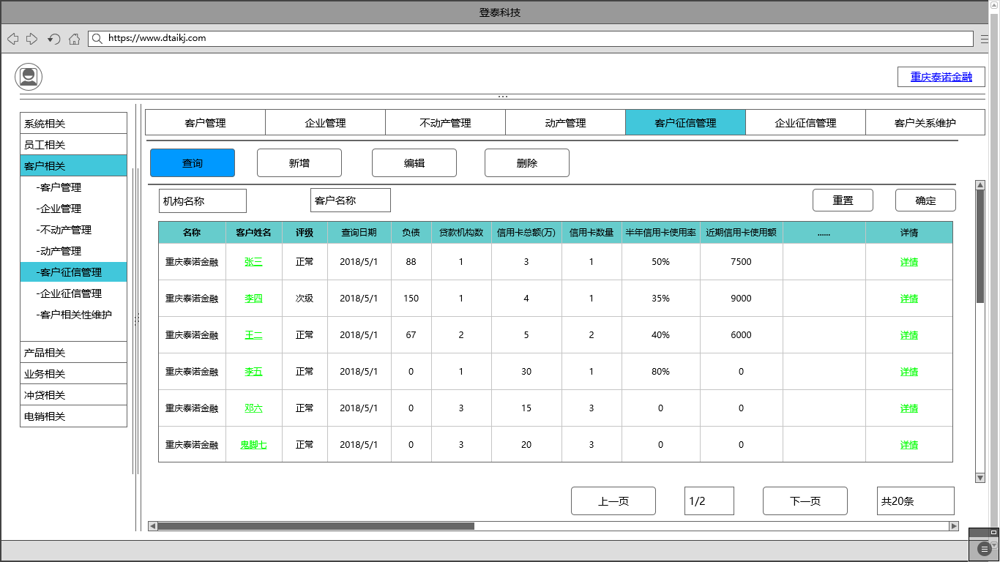 登泰科技
https://www.dtaikj.com
重庆泰诺金融
系统相关
员工相关
客户相关
-客户管理
-企业管理
-不动产管理
-动产管理
-客户征信管理
-企业征信管理
-客户相关性维护
产品相关
业务相关
冲贷相关
电销相关
客户管理 企业管理 不动产管理 动产管理 客户征信管理 企业征信管理 客户关系维护
查询 新增 编辑 删除
机构名称 客户名称 重置 确定
名称 客户姓名 评级 查询日期 负债 贷款机构数 信用卡总额(万) 信用卡数量 半年信用卡使用率 近期信用卡使用额 ...... 详情
重庆泰诺金融 张三 正常 2018/5/1 88 1 3 1 50% 7500 详情
重庆泰诺金融 李四 次级 2018/5/1 150 1 4 1 35% 9000 详情
重庆泰诺金融 王二 正常 2018/5/1 67 2 5 2 40% 6000 详情
重庆泰诺金融 李五 正常 2018/5/1 0 1 30 1 80% 0 详情
重庆泰诺金融 邓六 正常 2018/5/1 0 3 15 3 0 0 详情
重庆泰诺金融 鬼脚七 正常 2018/5/1 0 3 20 3 0 0 详情
上一页 1/2 下一页 共20条